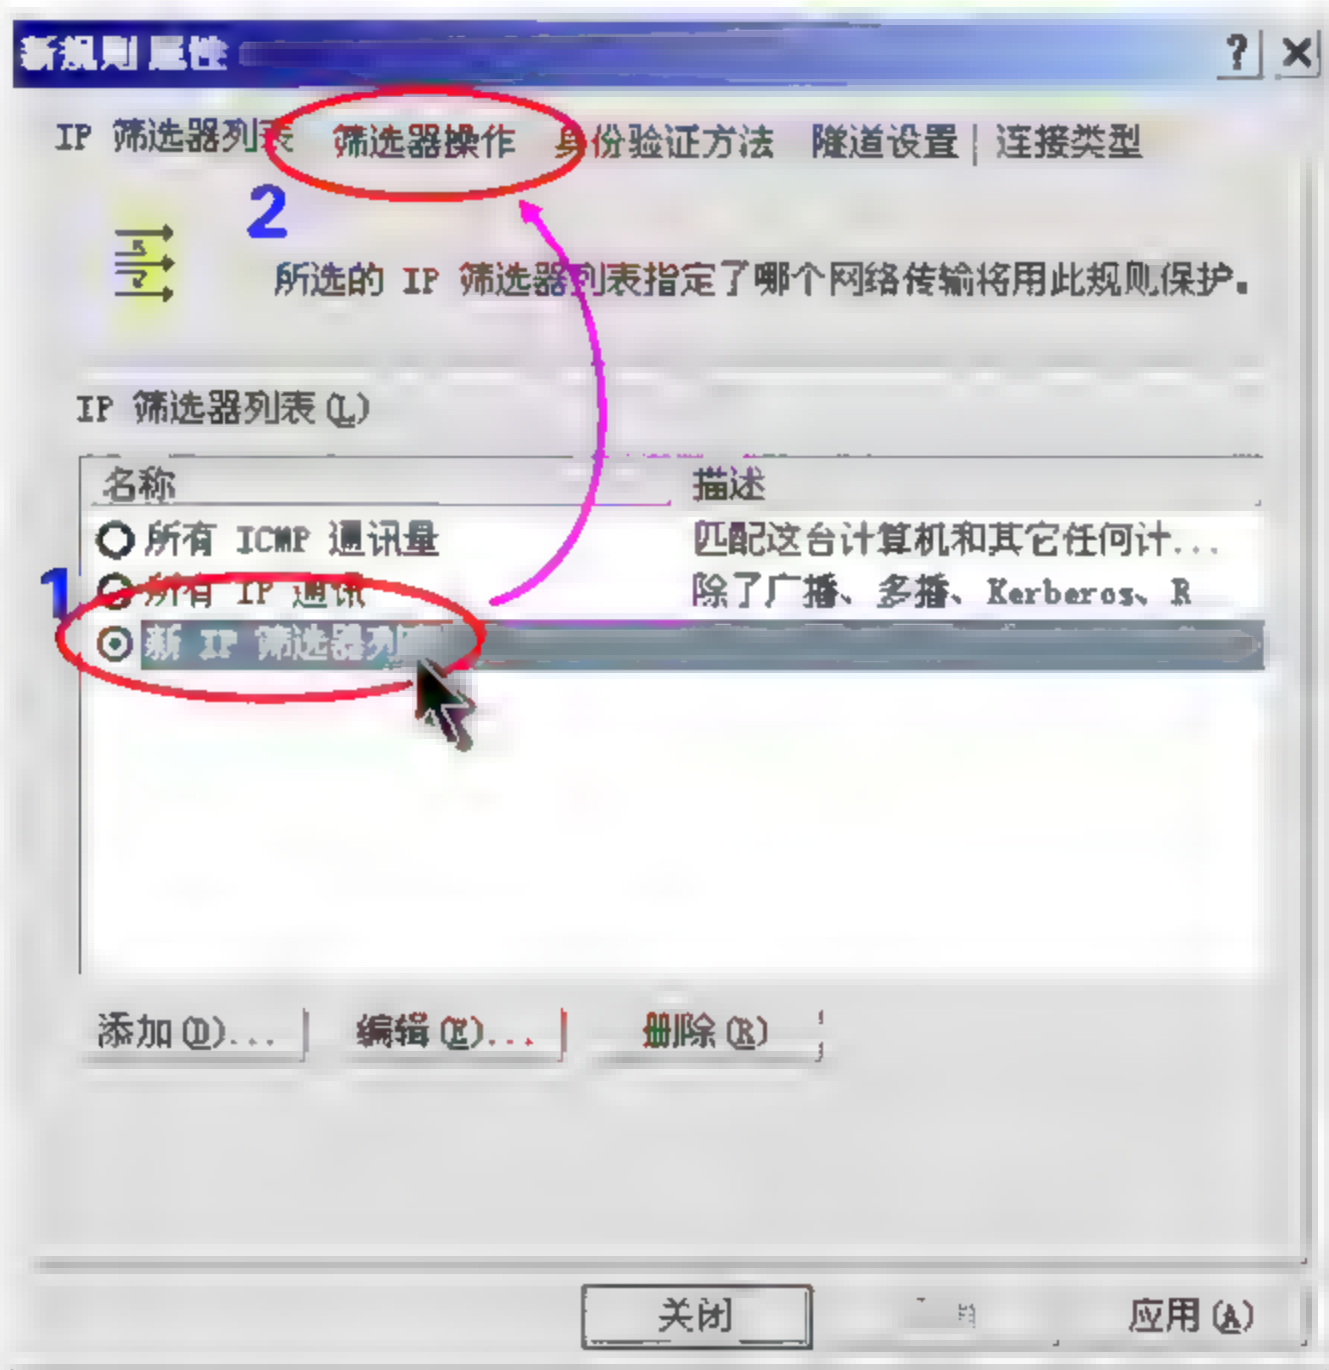 新规则 属性
IP 筛选器列表 筛选器操作 身份验证方法 隧道设置 连接类型
2
所选的 IP 筛选器列表指定了哪个网络传输将用此规则保护。
IP 筛选器列表(L)
名称 描述
所有 ICMP 通讯量 匹配这台计算机和其它任何计...
1
所有 IP 通讯 除了广播、多播、Kerberos、R
新 IP 筛选器列
添加(D)... 编辑(E)... 删除(R)
关闭 应用(A)